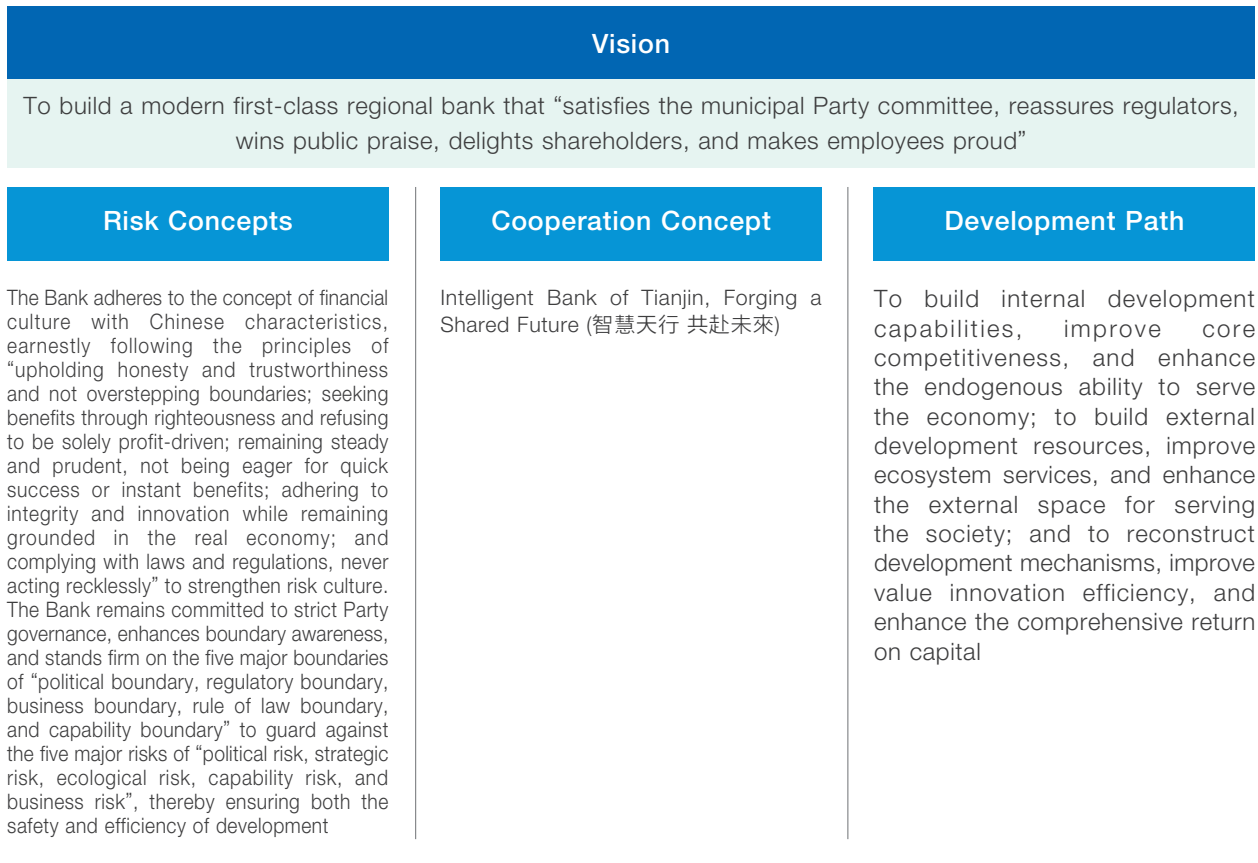 Vision
To build a modern first-class regional bank that “satisfies the municipal Party committee, reassures regulators,
wins public praise, delights shareholders, and makes employees proud”
Risk Concepts
The Bank adheres to the concept of financial
culture with Chinese characteristics,
earnestly following the principles of
“upholding honesty and trustworthiness
and not overstepping boundaries; seeking
benefits through righteousness and refusing
to be solely profit-driven; remaining steady
and prudent, not being eager for quick
success or instant benefits; adhering to
integrity and innovation while remaining
grounded in the real economy; and
complying with laws and regulations, never
acting recklessly” to strengthen risk culture.
The Bank remains committed to strict Party
governance, enhances boundary awareness,
and stands firm on the five major boundaries
of “political boundary, regulatory boundary,
business boundary, rule of law boundary,
and capability boundary” to guard against
the five major risks of “political risk, strategic
risk, ecological risk, capability risk, and
business risk”, thereby ensuring both the
safety and efficiency of development
Cooperation Concept
Intelligent Bank of Tianjin, Forging a
Shared Future (智慧天行 共赴未來)
Development Path
To build internal development
capabilities, improve core
competitiveness, and enhance
the endogenous ability to serve
the economy; to build external
development resources, improve
ecosystem services, and enhance
the external space for serving
the society; and to reconstruct
development mechanisms, improve
value innovation efficiency, and
enhance the comprehensive return
on capital